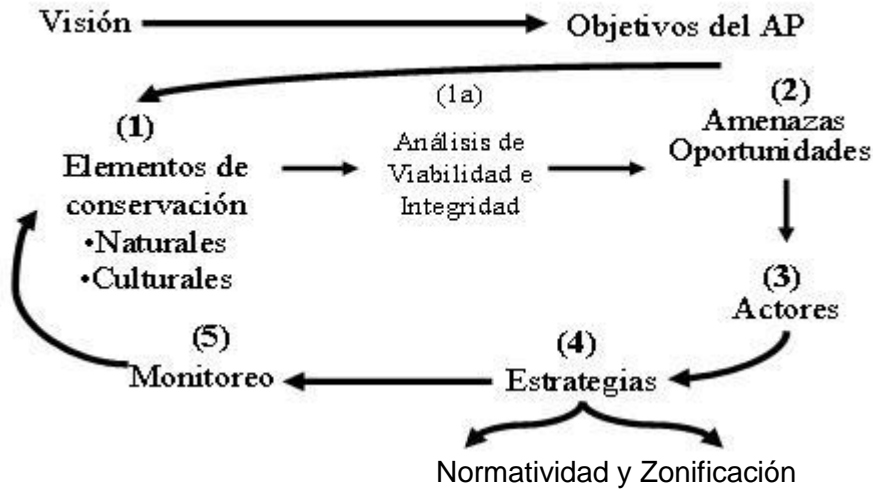 Visión
Objetivos del AP
(1)
Elementos de
conservación
•Naturales
•Culturales
(1a)
Análisis de
Viabilidad e
Integridad
(2)
Amenazas
Oportunidades
(3)
Actores
(4)
Estrategias
(5)
Monitoreo
Normatividad y Zonificación